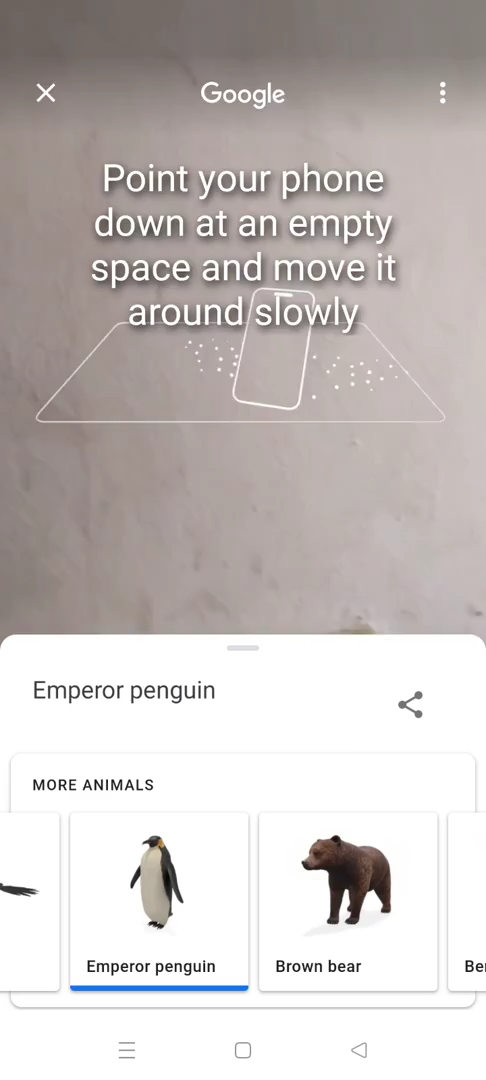 Google
Point your phone
down at an empty
space and move it
around slowly
Emperor penguin
MORE ANIMALS
Emperor penguin
Brown bear
Be